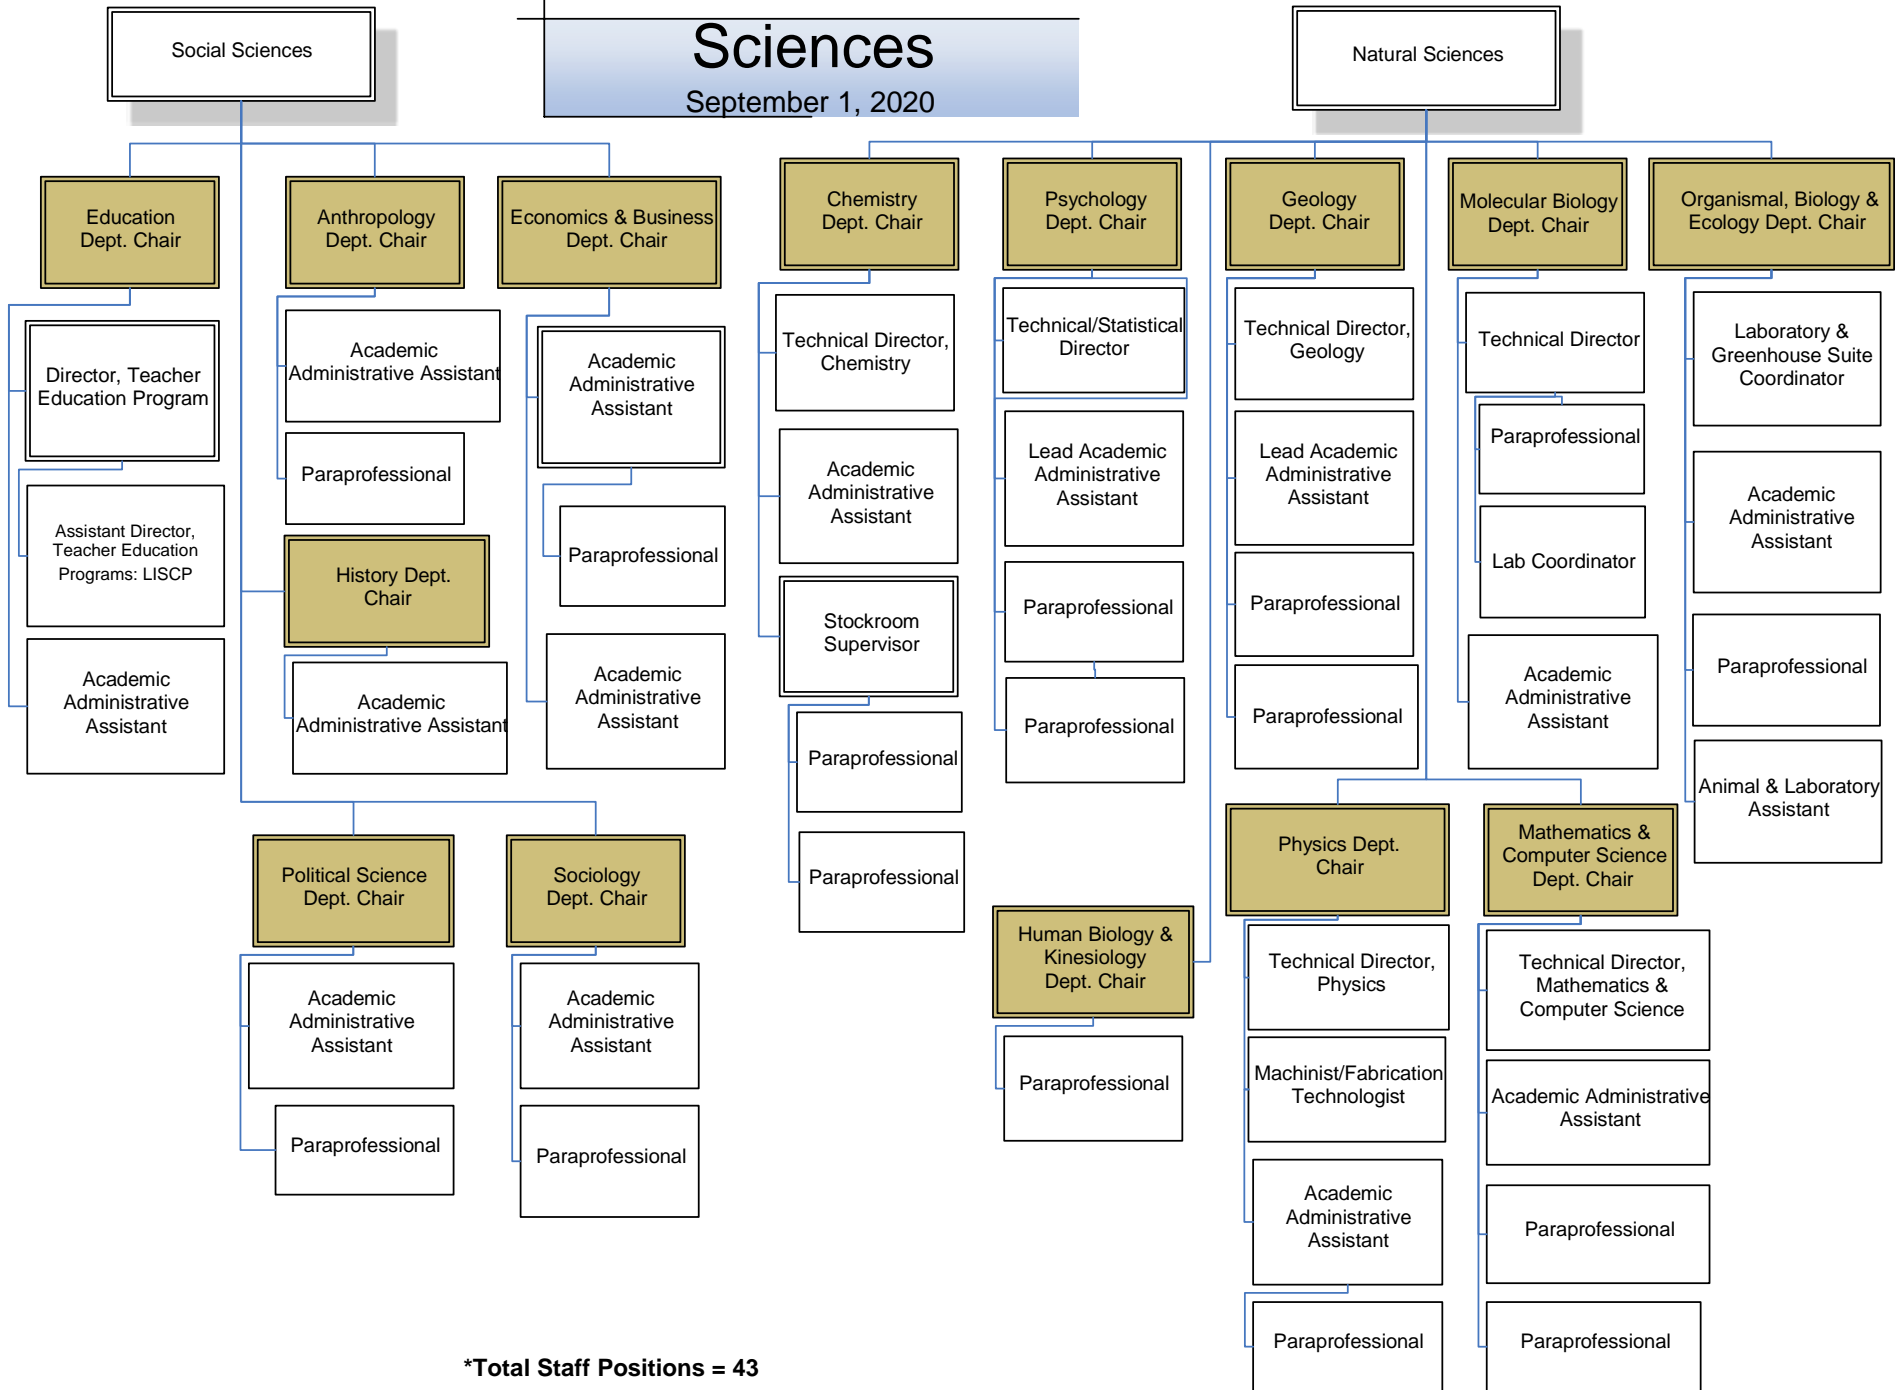 Social Sciences
Sciences
September 1, 2020
Natural Sciences
Education
Dept. Chair
Director, Teacher
Education Program
Assistant Director,
Teacher Education
Programs: LISCP
Academic
Administrative
Assistant
Anthropology
Dept. Chair
Academic
Administrative Assistant
Paraprofessional
History Dept.
Chair
Academic
Administrative Assistant
Economics & Business
Dept. Chair
Academic
Administrative
Assistant
Paraprofessional
Academic
Administrative
Assistant
Political Science
Dept. Chair
Academic
Administrative
Assistant
Paraprofessional
Sociology
Dept. Chair
Academic
Administrative
Assistant
Paraprofessional
Chemistry
Dept. Chair
Technical Director,
Chemistry
Academic
Administrative
Assistant
Stockroom
Supervisor
Paraprofessional
Paraprofessional
Psychology
Dept. Chair
Technical/Statistical
Director
Lead Academic
Administrative
Assistant
Paraprofessional
Paraprofessional
Human Biology &
Kinesiology
Dept. Chair
Paraprofessional
Geology
Dept. Chair
Technical Director,
Geology
Lead Academic
Administrative
Assistant
Paraprofessional
Paraprofessional
Molecular Biology
Dept. Chair
Technical Director
Paraprofessional
Lab Coordinator
Academic
Administrative
Assistant
Organismal, Biology &
Ecology Dept. Chair
Laboratory &
Greenhouse Suite
Coordinator
Academic
Administrative
Assistant
Paraprofessional
Animal & Laboratory
Assistant
Physics Dept.
Chair
Technical Director,
Physics
Machinist/Fabrication
Technologist
Academic
Administrative
Assistant
Paraprofessional
Mathematics &
Computer Science
Dept. Chair
Technical Director,
Mathematics &
Computer Science
Academic Administrative
Assistant
Paraprofessional
Paraprofessional
*Total Staff Positions = 43